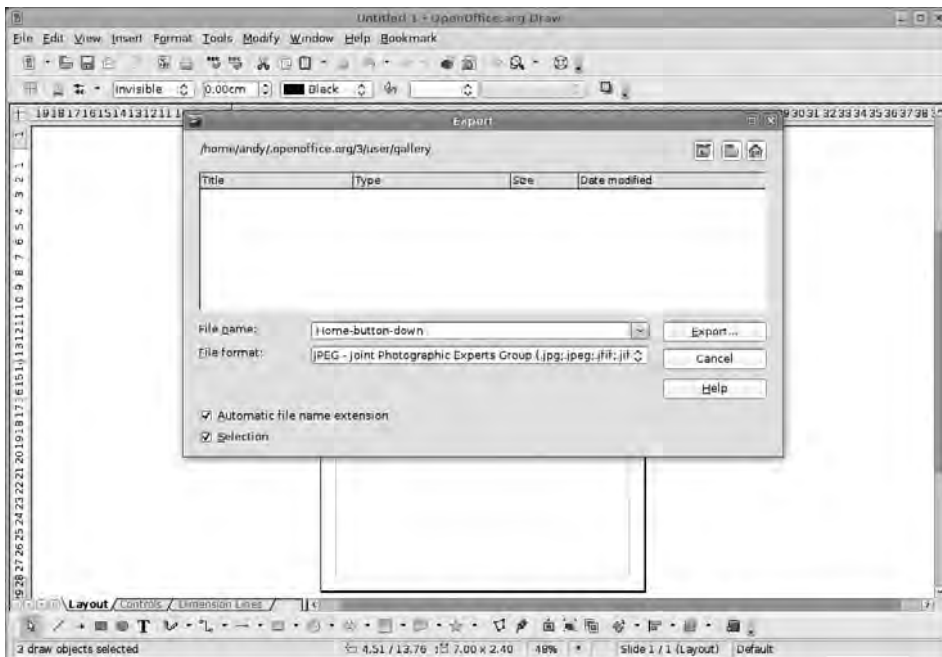 Untitled 1 - OpenOffice.org Draw
File Edit View Insert Format Tools Modify Window Help Bookmark
Invisible 0.00cm Black
Export
/home/andy/.openoffice.org/3/user/gallery
Title Type Size Date modified
File name: Home-button-down Export...
File format: JPEG - Joint Photographic Experts Group (.jpg;.jpeg;.jfif;.jif Cancel
Help
Automatic file name extension
Selection
Layout Controls Dimension Lines
3 draw objects selected 4.51 / 13.76 7.00 x 2.40 48% * Slide 1 / 1 (Layout) Default